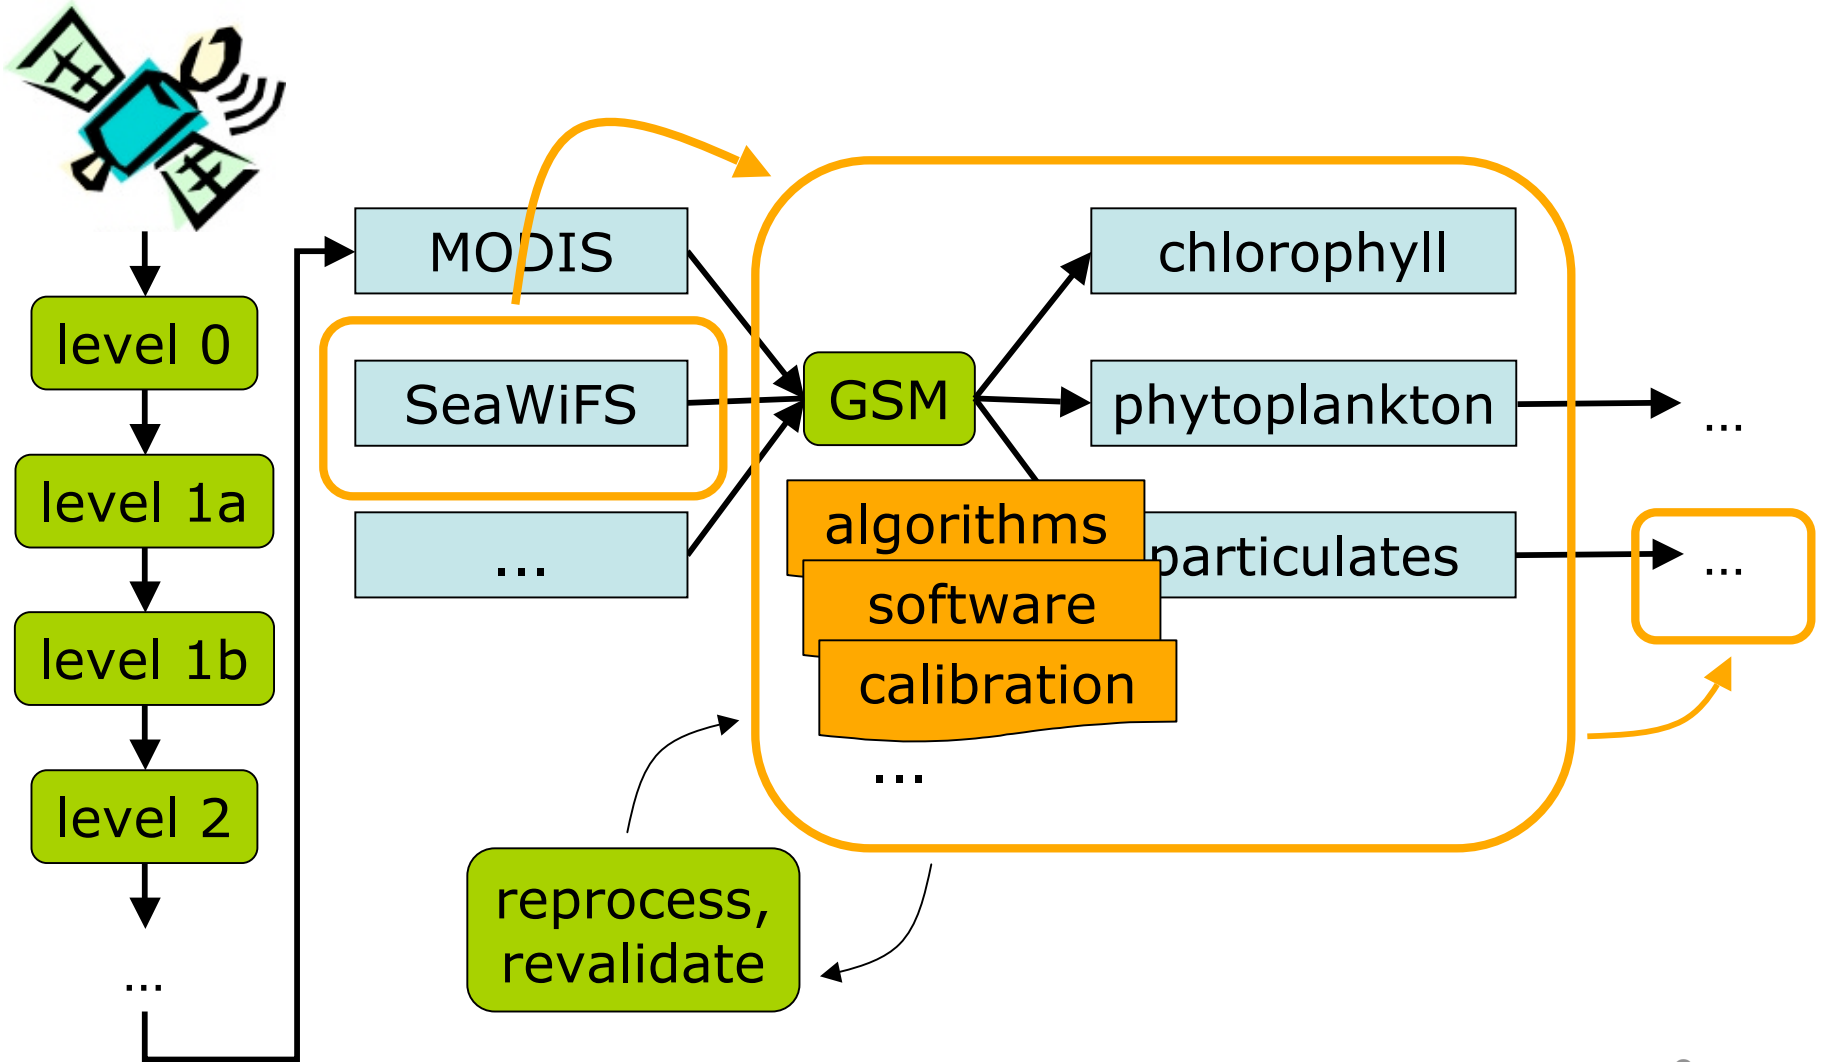 level 0
level 1a
level 1b
level 2
...
MODIS
SeaWiFS
...
GSM
chlorophyll
phytoplankton
particulates
algorithms
software
calibration
...
...
...
reprocess,
revalidate